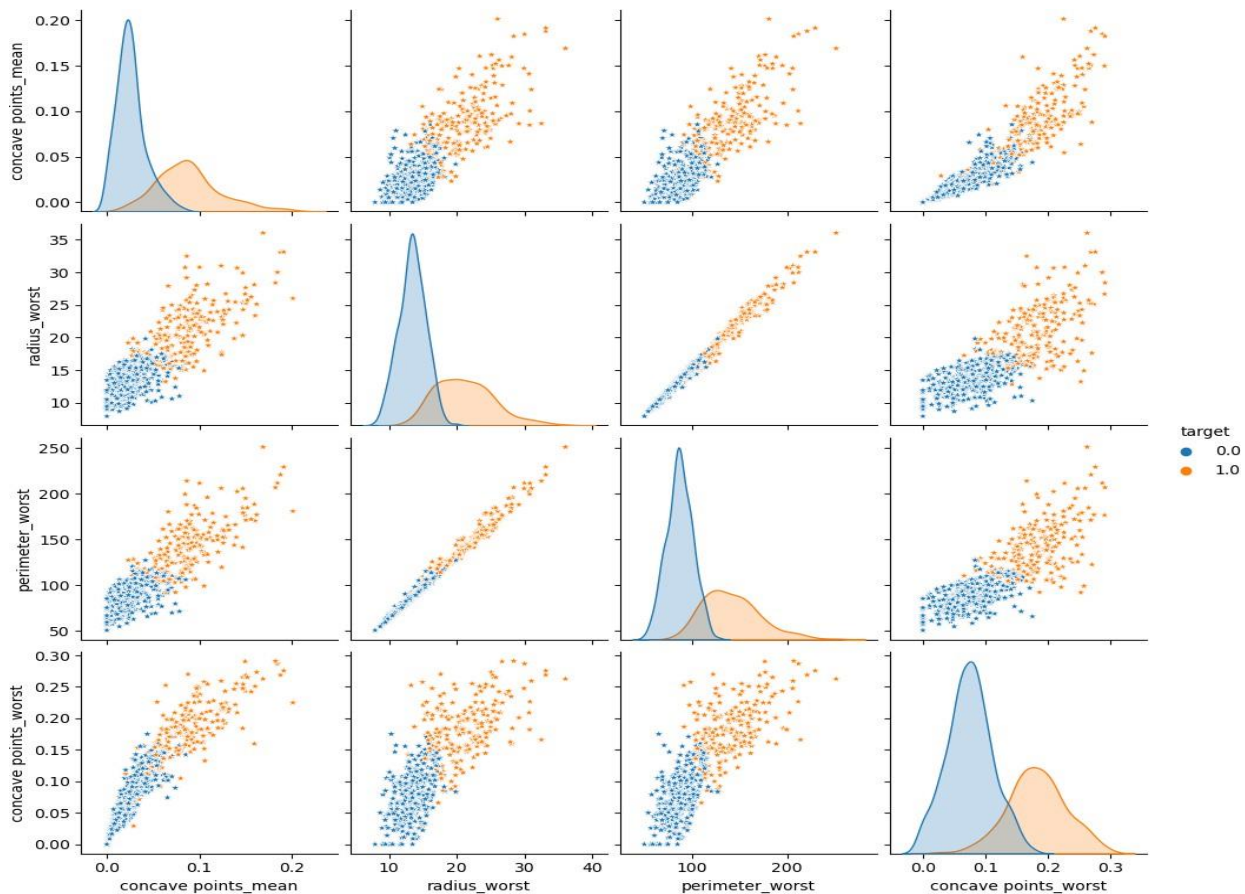 concave points_mean
0.20
0.15
0.10
0.05
0.00
radius_worst
35
30
25
20
15
10
perimeter_worst
250
200
150
100
50
concave points_worst
0.30
0.25
0.20
0.15
0.10
0.05
0.00
0.0 0.1 0.2
concave points_mean
10 20 30 40
radius_worst
100 200
perimeter_worst
0.0 0.1 0.2 0.3
concave points_worst
target
0.0
1.0